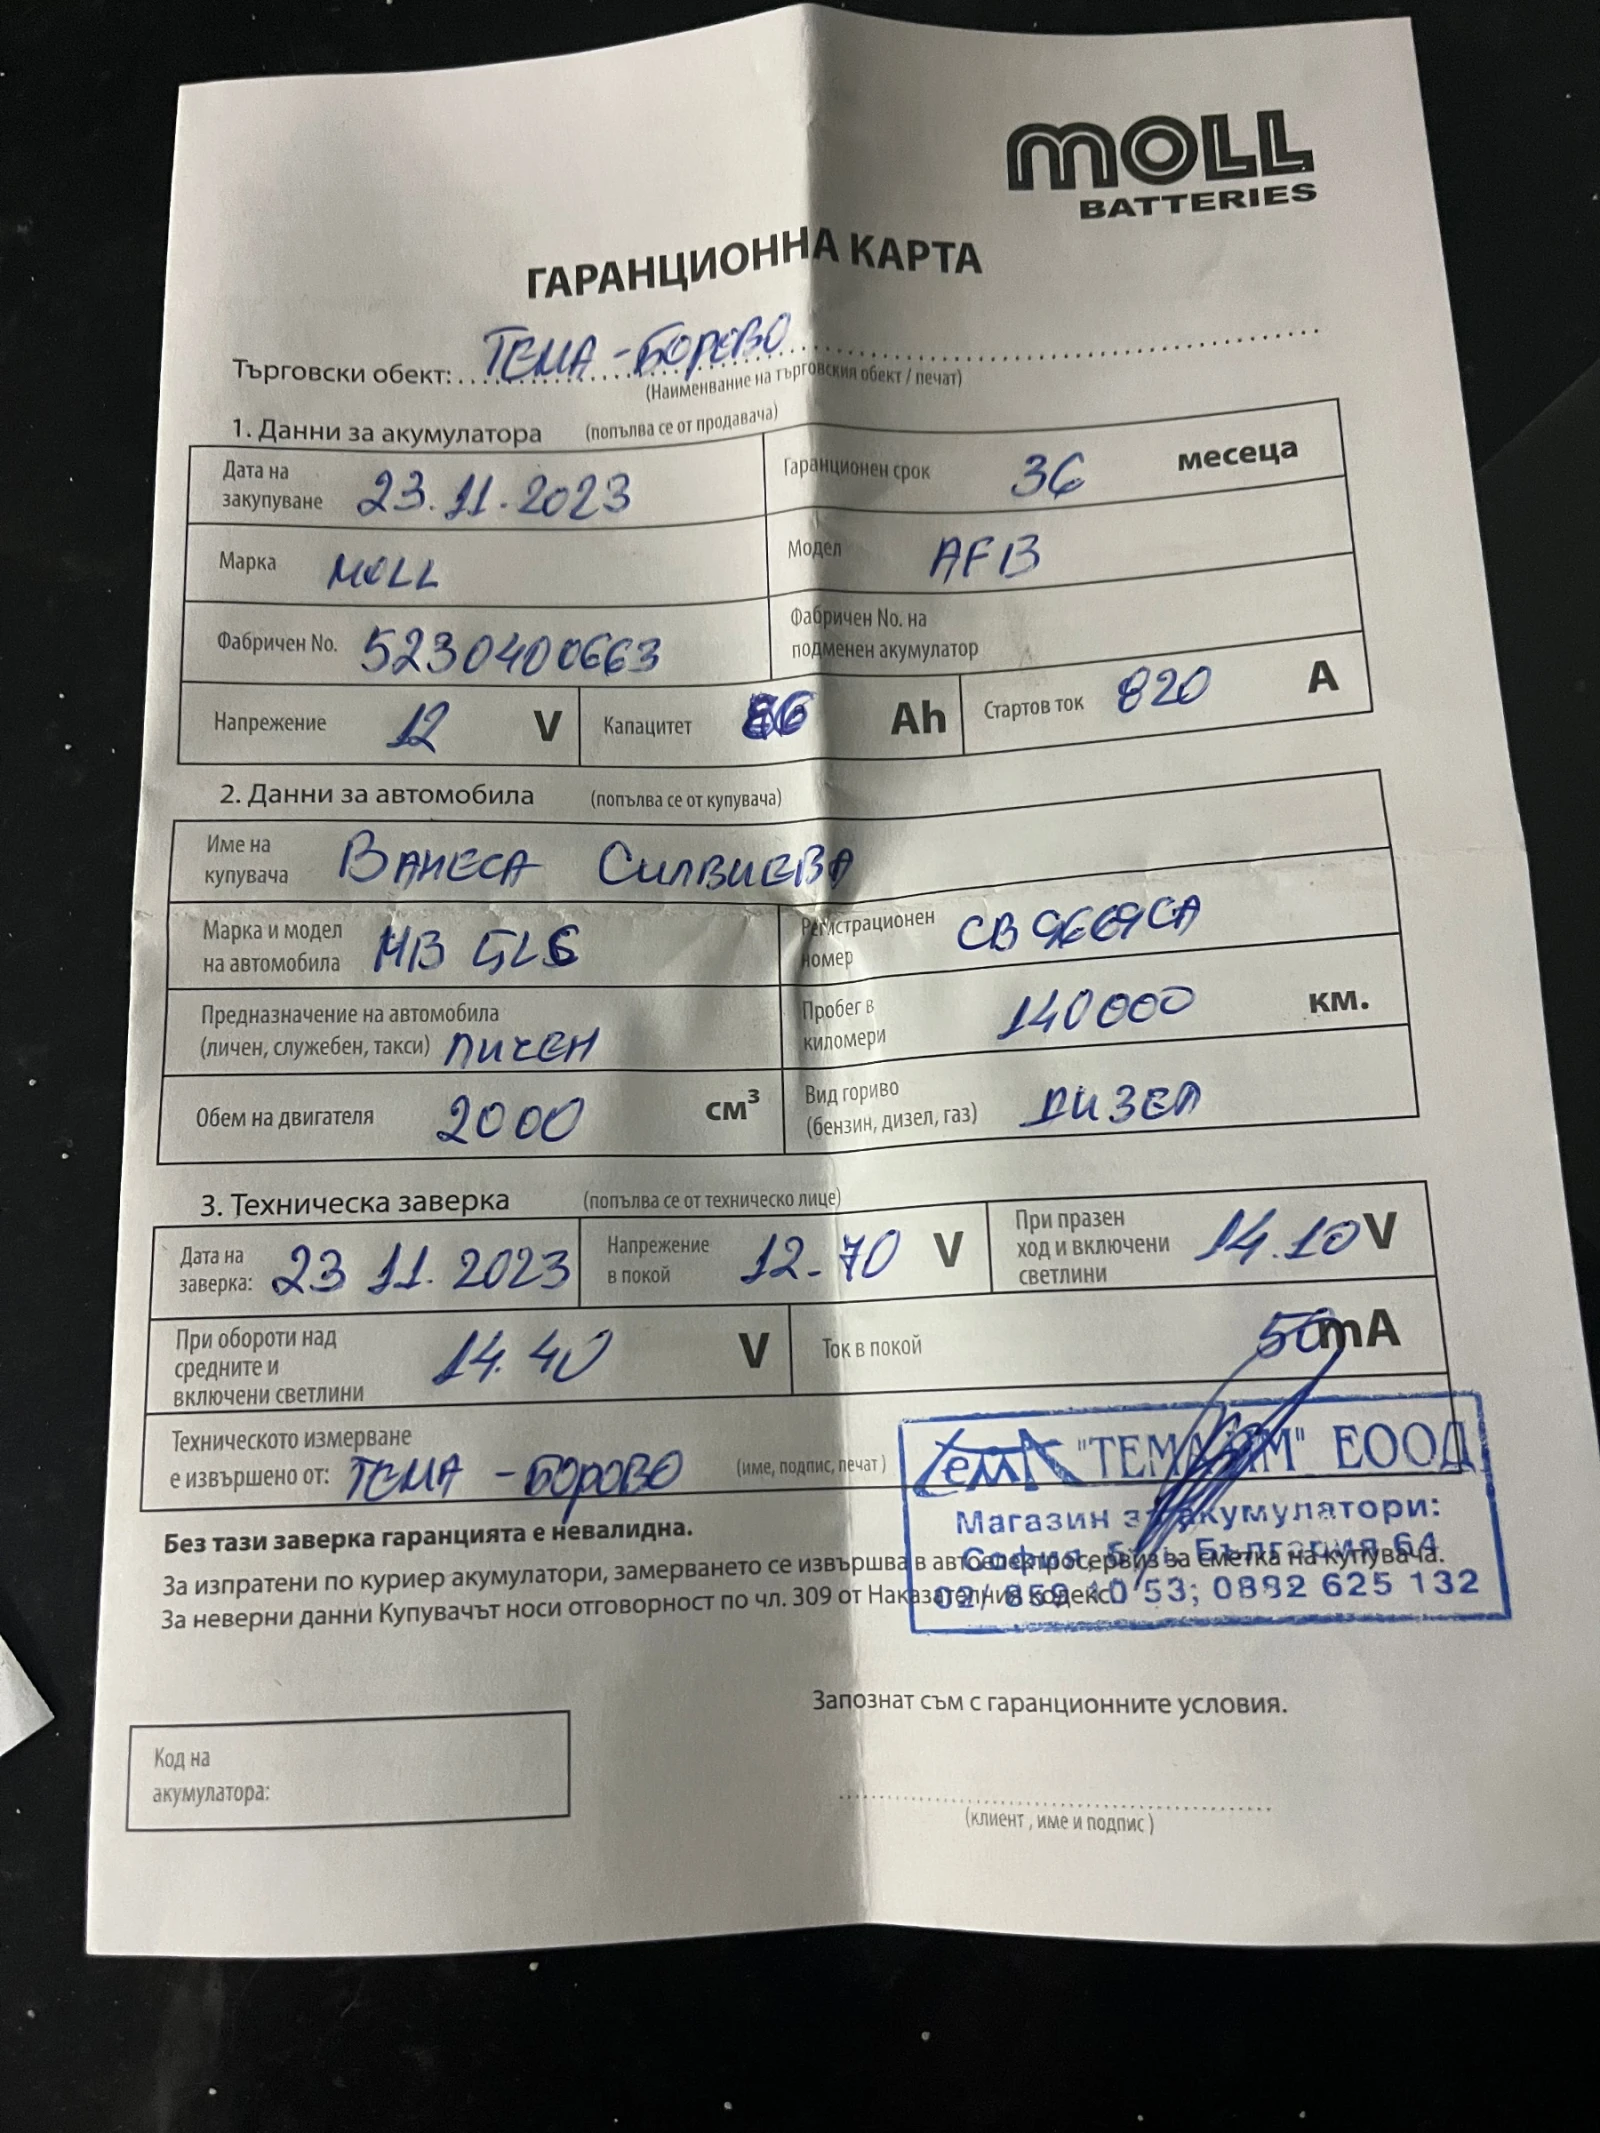 MOLL
BATTERIES
ГАРАНЦИОННА КАРТА
Търговски обект: ТЕМА - БОРОВО
(Наименвание на търговския обект / печат)
1. Данни за акумулатора (попълва се от продавача)
Дата на закупуване 23.11.2023 Гаранционен срок 36 месеца
Марка MOLL Модел AFB
Фабричен No. 5230400663 Фабричен No. на подменен акумулатор
Напрежение 12 V Капацитет Ah Стартов ток 820 A
2. Данни за автомобила (попълва се от купувача)
Име на купувача ВАНЕСА СИЛВИЕВА
Марка и модел на автомобила MB Регистрационен номер
Предназначение на автомобила (личен, служебен, такси) ЛИЧЕН Пробег в километри 140000 км.
Обем на двигателя 2000 см³ Вид гориво (бензин, дизел, газ) ДИЗЕЛ
3. Техническа заверка (попълва се от техническо лице)
Дата на заверка: 23 11. 2023 Напрежение в покой 12.70 V При празен ход и включени светлини 14.10 V
При обороти над средните и включени светлини 14.40 V Ток в покой 50 mA
Техническото измерване е извършено от: ТЕМА - БОРОВО (име, подпис, печат)
ЕООД
Магазин за акумулатори:
София, България 64
02/ 859 10 53; 0882 625 132
Без тази заверка гаранцията е невалидна.
За изпратени по куриер акумулатори, замерването се извършва в автоелектросервиз за сметка на купувача.
За неверни данни Купувачът носи отговорност по чл. 309 от Наказателния кодекс.
Запознат съм с гаранционните условия.
Код на акумулатора:
(клиент, име и подпис)